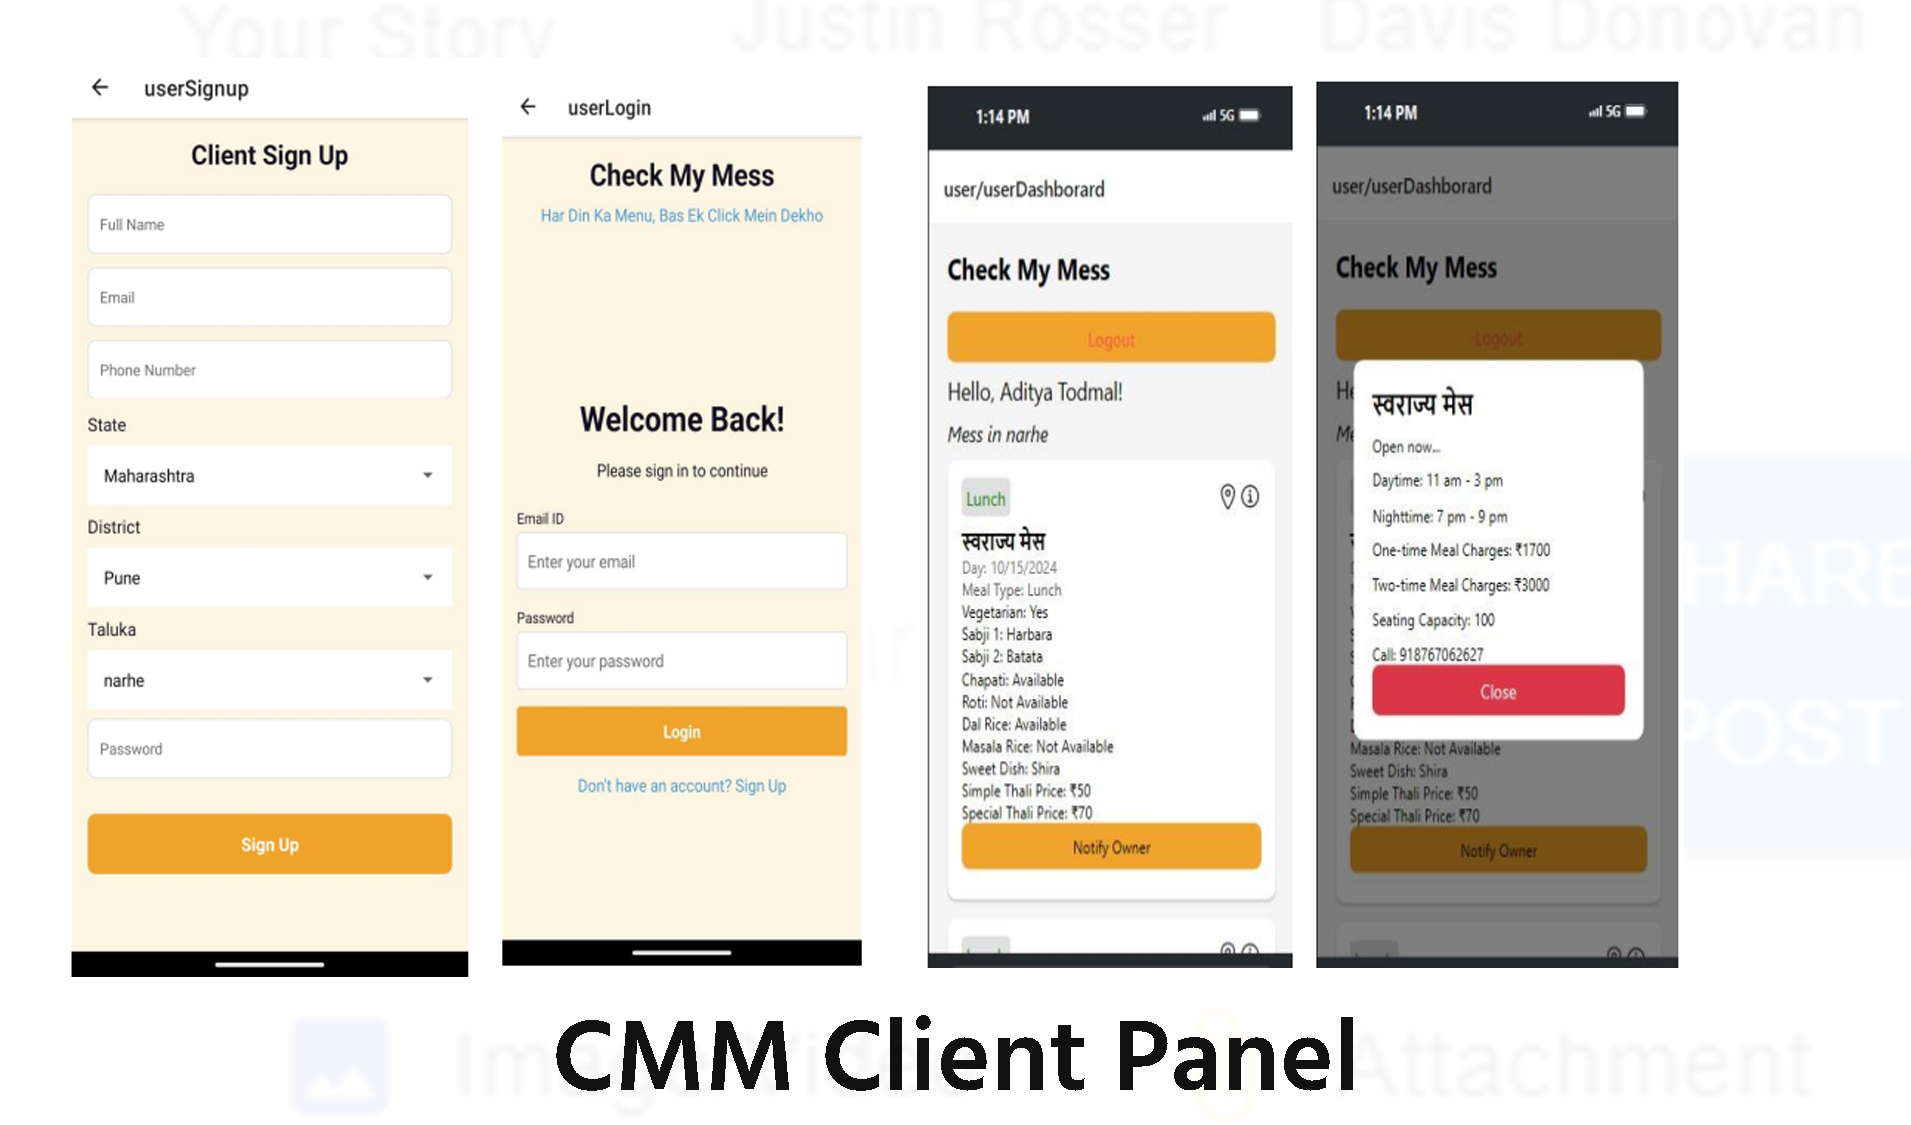 Your Story
Justin Rosser
Davis Donovan
userSignup
Client Sign Up
Full Name
Email
Phone Number
State
Maharashtra
District
Pune
Taluka
narhe
Password
Sign Up
userLogin
Check My Mess
Har Din Ka Menu, Bas Ek Click Mein Dekho
Welcome Back!
Please sign in to continue
Email ID
Enter your email
Password
Enter your password
Login
Don't have an account? Sign Up
1:14 PM
5G
user/userDashborard
Check My Mess
Logout
Hello, Aditya Todmal!
Mess in narhe
Lunch
स्वराज्य मेस
Day: 10/15/2024
Meal Type: Lunch
Vegetarian: Yes
Sabji 1: Harbara
Sabji 2: Batata
Chapati: Available
Roti: Not Available
Dal Rice: Available
Masala Rice: Not Available
Sweet Dish: Shira
Simple Thali Price: ₹50
Special Thali Price: ₹70
Notify Owner
1:14 PM
5G
user/userDashborard
Check My Mess
Logout
स्वराज्य मेस
Open now...
Daytime: 11 am - 3 pm
Nighttime: 7 pm - 9 pm
One-time Meal Charges: ₹1700
Two-time Meal Charges: ₹3000
Seating Capacity: 100
Call: 918767062627
Close
Masala Rice: Not Available
Sweet Dish: Shira
Simple Thali Price: ₹50
Special Thali Price: ₹70
Notify Owner
POST
CMM Client Panel
Attachment